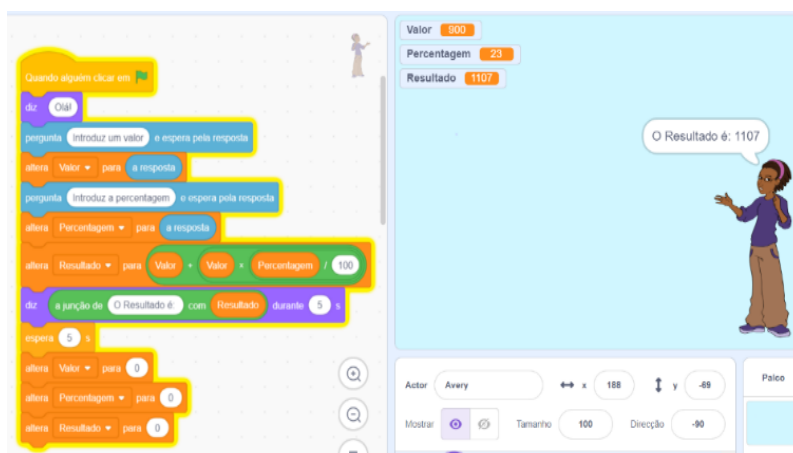 Quando alguém clicar em
diz Olá!
pergunta Introduz um valor e espera pela resposta
altera Valor para a resposta
pergunta Introduz a percentagem e espera pela resposta
altera Percentagem para a resposta
altera Resultado para Valor + Valor × Percentagem / 100
diz a junção de O Resultado é: com Resultado durante 5 s
espera 5 s
altera Valor para 0
altera Percentagem para 0
altera Resultado para 0
Valor 900
Percentagem 23
Resultado 1107
O Resultado é: 1107
Actor Avery x 188 y -69
Mostrar Tamanho 100 Direcção -90
Palco